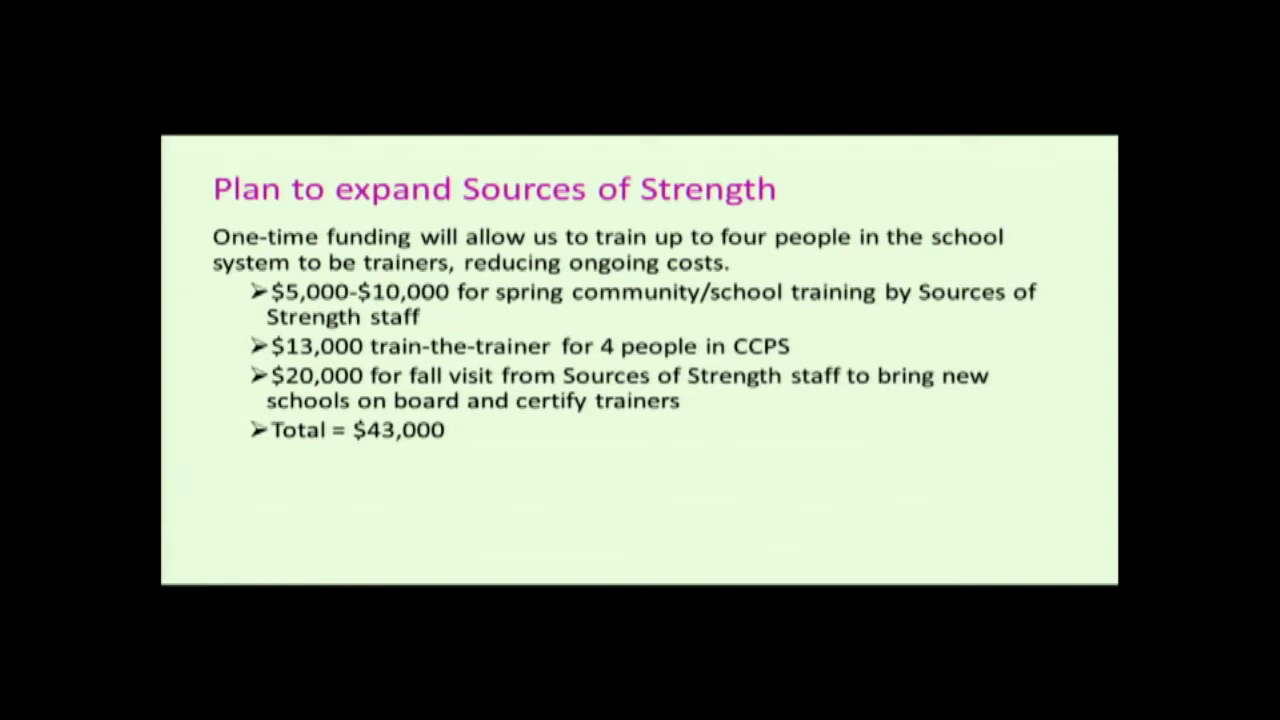 Plan to expand Sources of Strength
One-time funding will allow us to train up to four people in the school
system to be trainers, reducing ongoing costs.
➢$5,000-$10,000 for spring community/school training by Sources of
Strength staff
➢$13,000 train-the-trainer for 4 people in CCPS
➢$20,000 for fall visit from Sources of Strength staff to bring new
schools on board and certify trainers
➢Total = $43,000